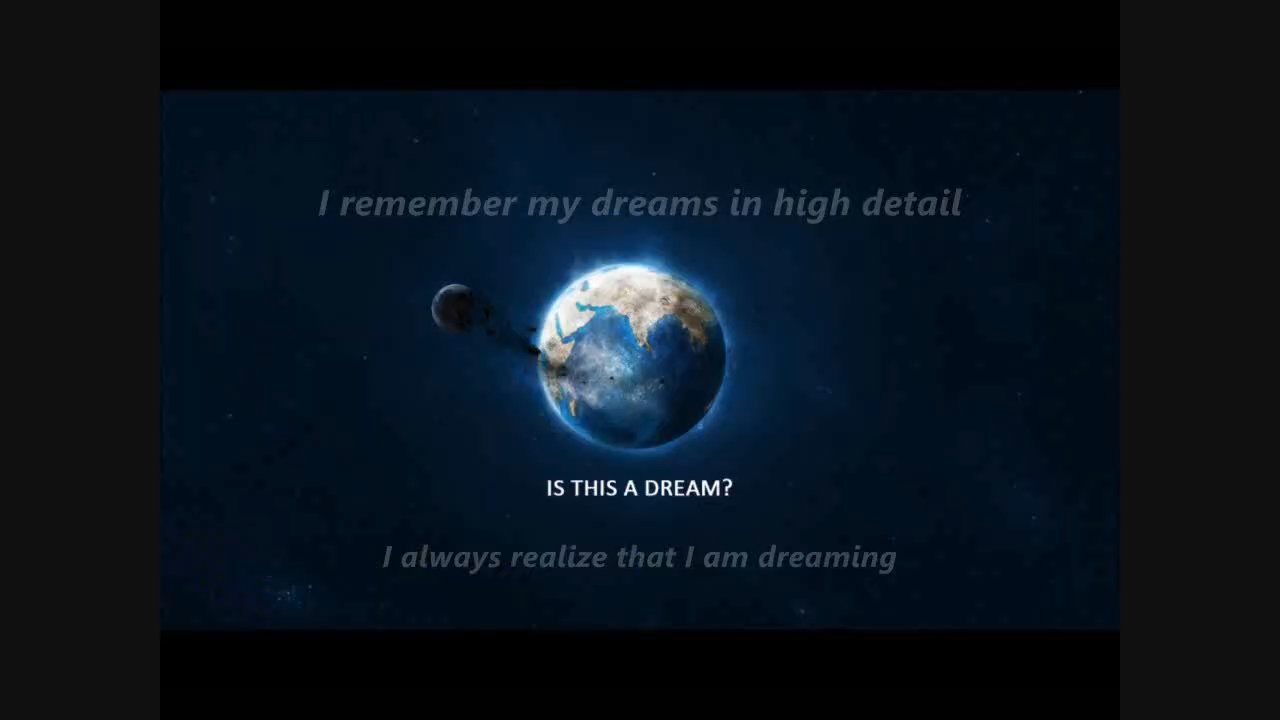 I remember my dreams in high detail
IS THIS A DREAM?
I always realize that I am dreaming